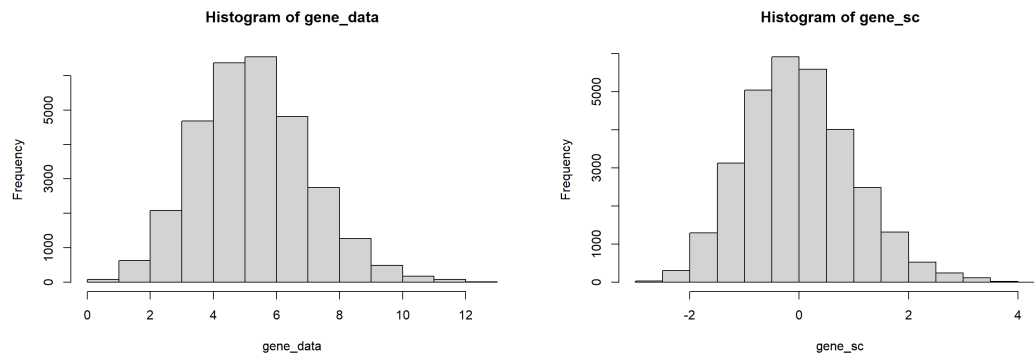 Histogram of gene_data
Frequency
0 1000 3000 5000
0 2 4 6 8 10 12
gene_data
Histogram of gene_sc
Frequency
0 1000 3000 5000
-2 0 2 4
gene_sc